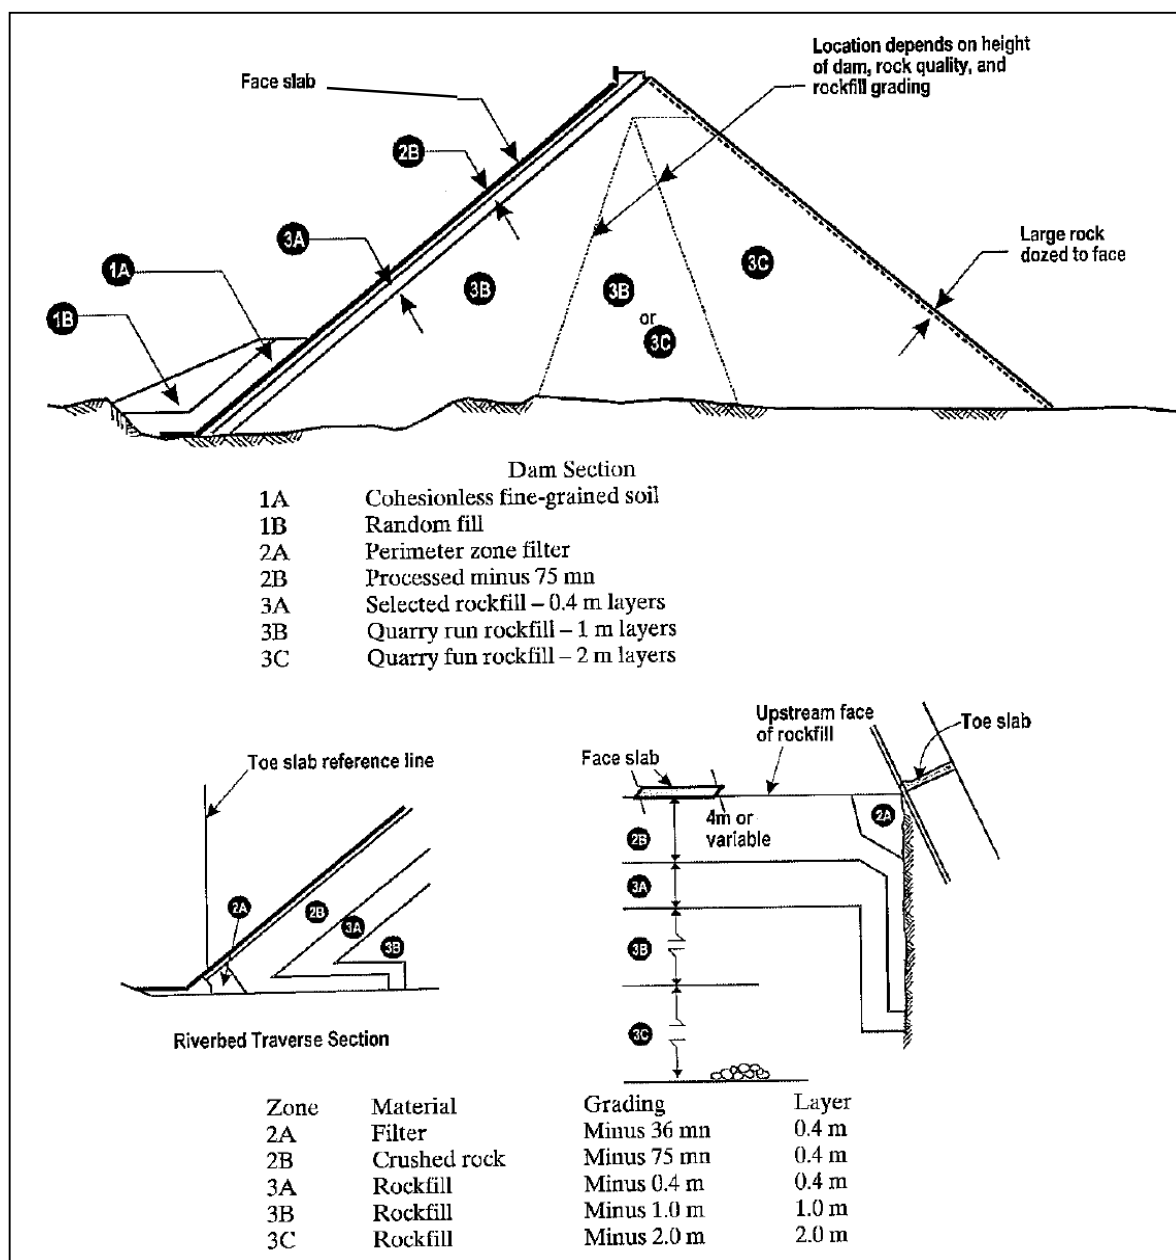 Location depends on height
of dam, rock quality, and
rockfill grading
Face slab
2B
3A
1A
1B
3B
3B
or
3C
3C
Large rock
dozed to face
Dam Section
1A Cohesionless fine-grained soil
1B Random fill
2A Perimeter zone filter
2B Processed minus 75 mn
3A Selected rockfill – 0.4 m layers
3B Quarry run rockfill – 1 m layers
3C Quarry fun rockfill – 2 m layers
Toe slab reference line
2A
2B
3A
3B
Riverbed Traverse Section
Upstream face
of rockfill
Toe slab
Face slab
4m or
variable
2A
2B
3A
3B
3C
Zone Material Grading Layer
2A Filter Minus 36 mn 0.4 m
2B Crushed rock Minus 75 mn 0.4 m
3A Rockfill Minus 0.4 m 0.4 m
3B Rockfill Minus 1.0 m 1.0 m
3C Rockfill Minus 2.0 m 2.0 m